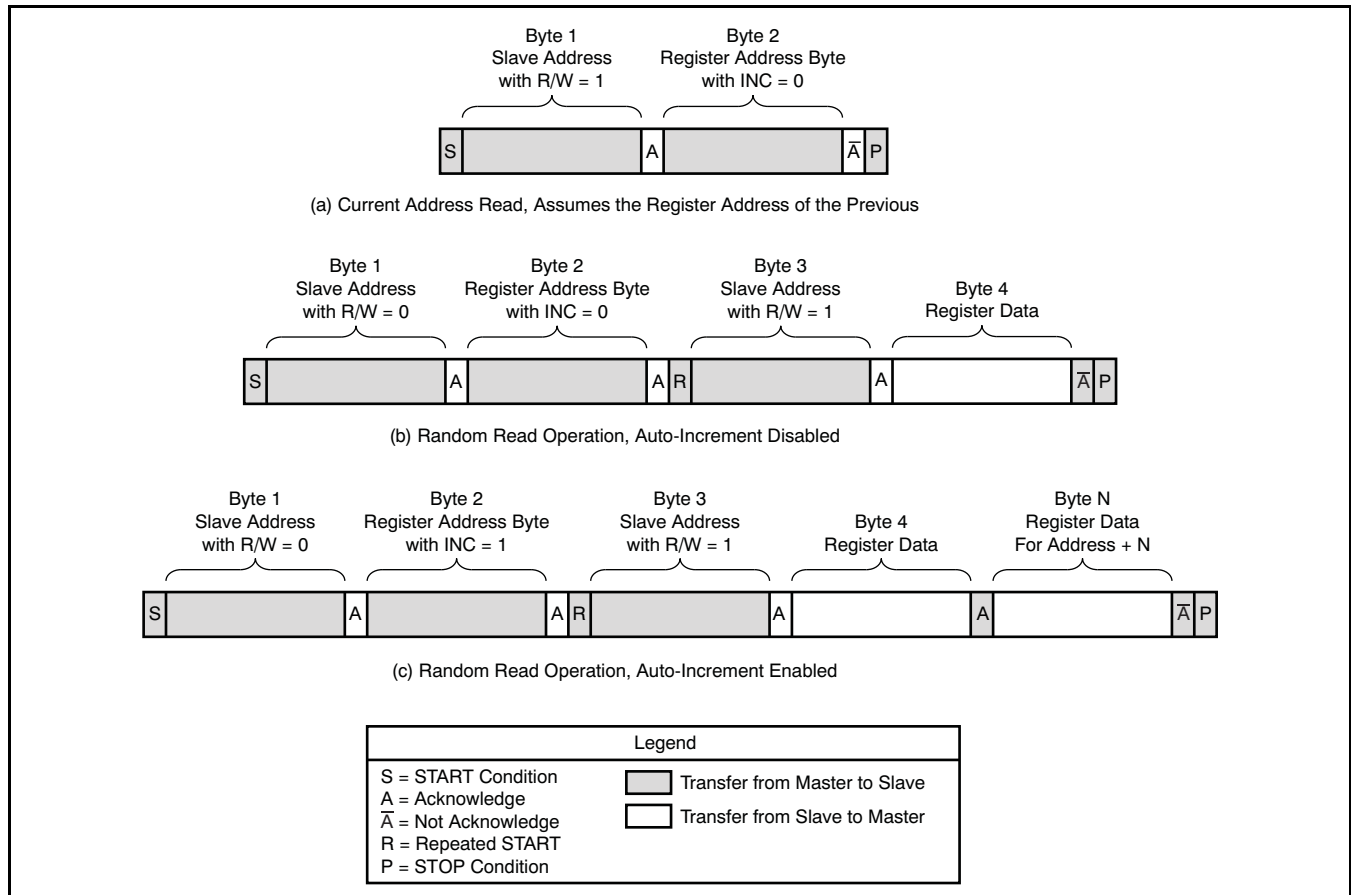 Byte 1
Slave Address
with R/W = 1
Byte 2
Register Address Byte
with INC = 0
S
A
A̅
P
(a) Current Address Read, Assumes the Register Address of the Previous
Byte 1
Slave Address
with R/W = 0
Byte 2
Register Address Byte
with INC = 0
Byte 3
Slave Address
with R/W = 1
Byte 4
Register Data
S
A
A
R
A
A̅
P
(b) Random Read Operation, Auto-Increment Disabled
Byte 1
Slave Address
with R/W = 0
Byte 2
Register Address Byte
with INC = 1
Byte 3
Slave Address
with R/W = 1
Byte 4
Register Data
Byte N
Register Data
For Address + N
S
A
A
R
A
A
A̅
P
(c) Random Read Operation, Auto-Increment Enabled
Legend
S = START Condition
A = Acknowledge
A̅ = Not Acknowledge
R = Repeated START
P = STOP Condition
Transfer from Master to Slave
Transfer from Slave to Master